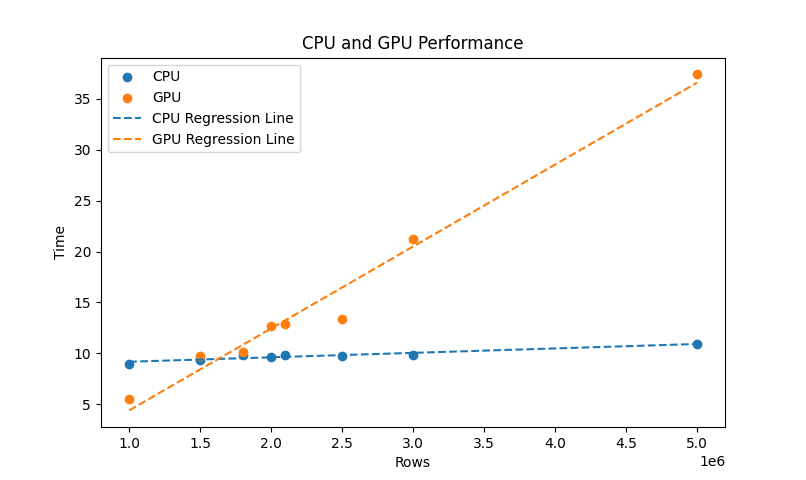 CPU and GPU Performance
CPU
GPU
CPU Regression Line
GPU Regression Line
Time
35
30
25
20
15
10
5
1.0 1.5 2.0 2.5 3.0 3.5 4.0 4.5 5.0
1e6
Rows